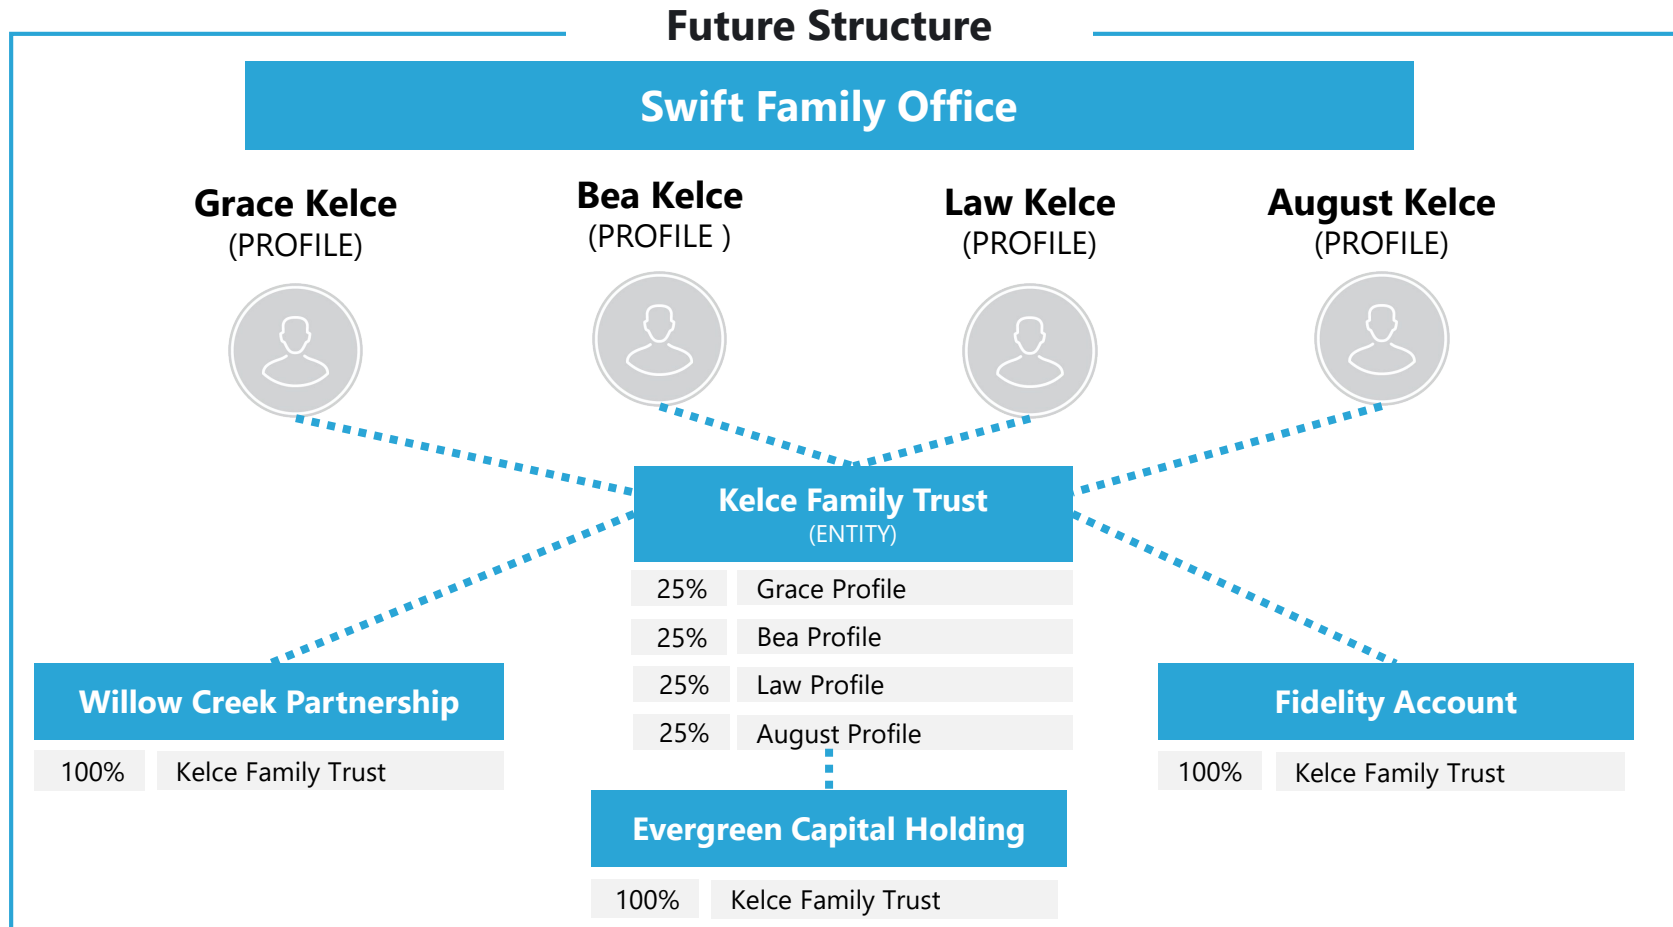 Future Structure
Swift Family Office
Grace Kelce
(PROFILE)
Bea Kelce
(PROFILE )
Law Kelce
(PROFILE)
August Kelce
(PROFILE)
Kelce Family Trust
(ENTITY)
25% Grace Profile
25% Bea Profile
25% Law Profile
25% August Profile
Willow Creek Partnership
100% Kelce Family Trust
Fidelity Account
100% Kelce Family Trust
Evergreen Capital Holding
100% Kelce Family Trust